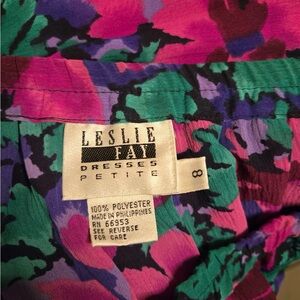 LESLIE
FAY
DRESSES
PETITE
8
100% POLYESTER
MADE IN PHILIPPINES
RN 66953
SEE REVERSE
FOR CARE